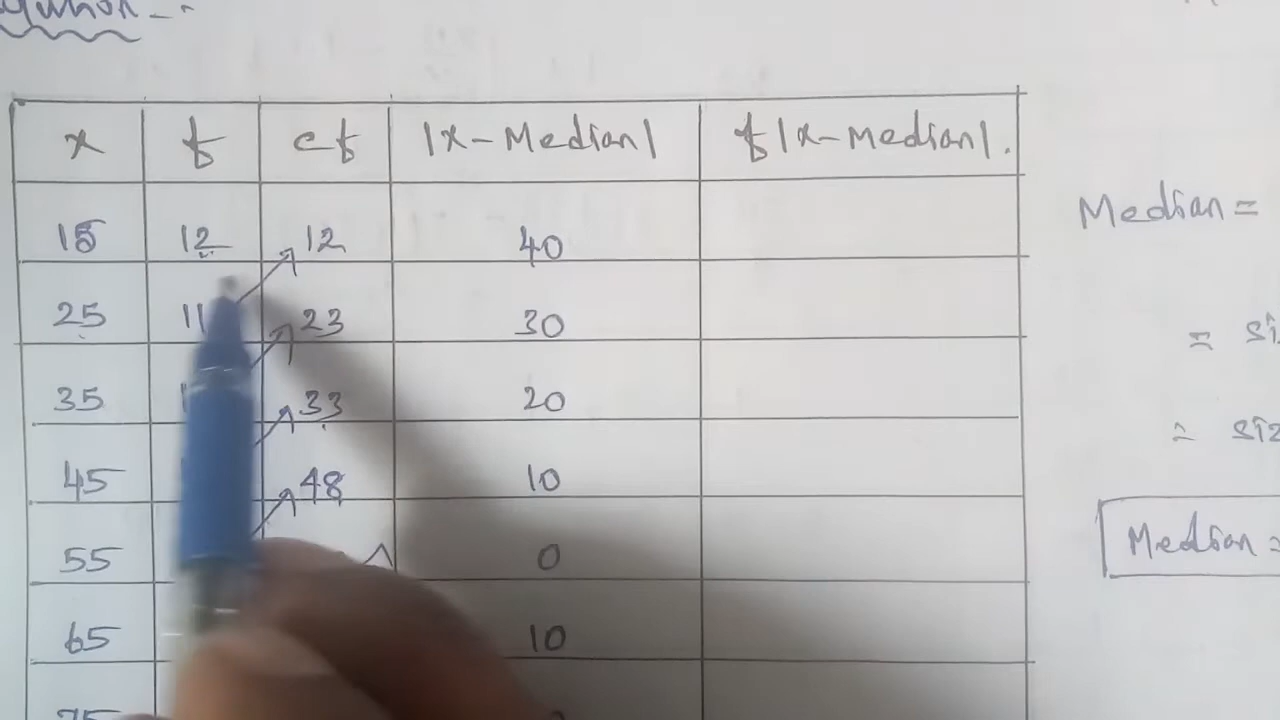 x f cf |x-Median| f|x-Median|.
15 12 12 40
25 11 23 30
35 33 20
45 48 10
55 0
65 10
75
Median =
=
=
Median =